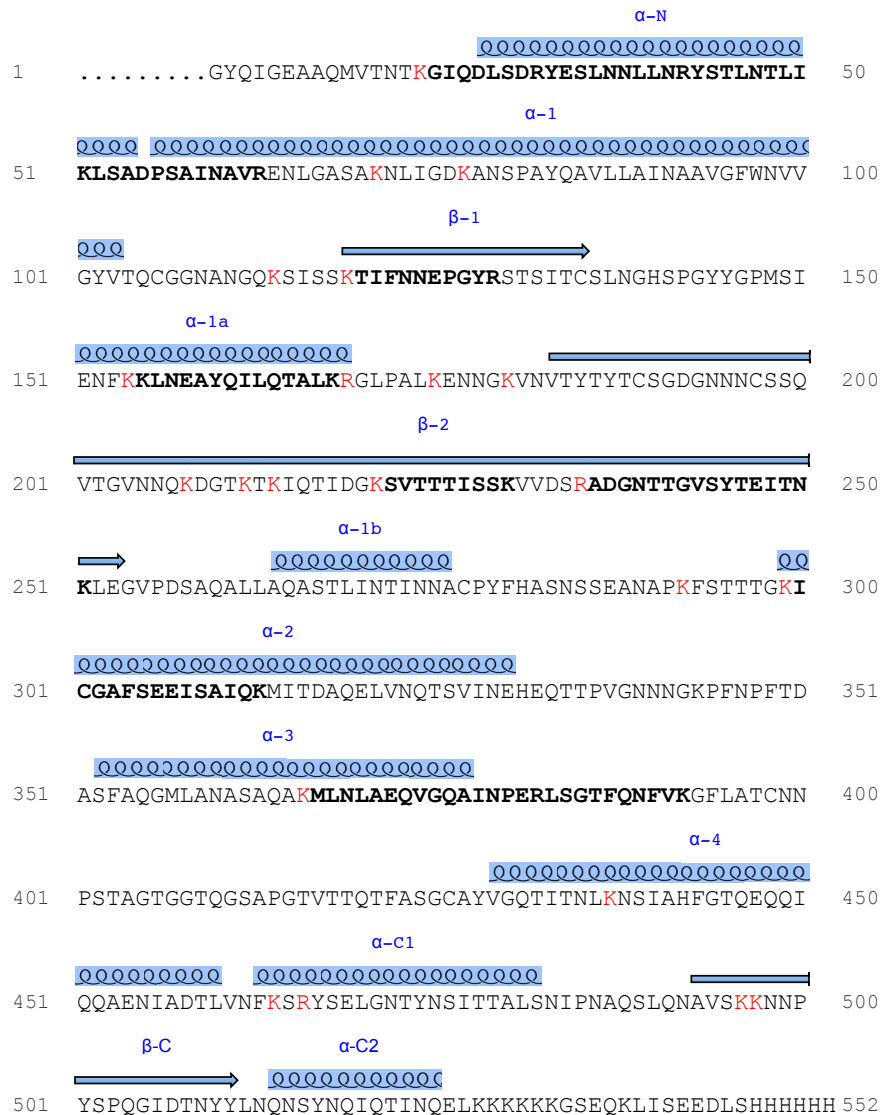 α-N
1 .........GYQIGEAAQMVTNTKGIQDLSDRYESLNNLLNRYSTLNTLI 50
α-1
51 KLSADPSAINAVRENLGASAKNLIGDKANSPAYQAVLLAINAAVGFWNVV 100
β-1
101 GYVTQCGGNANGQKSISSKTIFNNEPGYRSTSITCSLNGHSPGYYGPMSI 150
α-1a
151 ENFKKLNEAYQILQTALKRGLPALKENNGKVNVTYTYTCSGDGNNNCSSQ 200
β-2
201 VTGVNNQKDGTKTKIQTIDGKSVTTTISSKVVDSRADGNTTGVSYTEITN 250
α-1b
251 KLEGVPDSAQALLAQASTLINTINNACPYFHASNSSEANAPKFSTTTGKI 300
α-2
301 CGAFSEEISAIQKMITDAQELVNQTSVINEHEQTTPVGNNNGKPFNPFTD 351
α-3
351 ASFAQGMLANASAQAKMLNLAEQVGQAINPERLSGTFQNFVKGFLATCNN 400
α-4
401 PSTAGTGGTQGSAPGTVTTQTFASGCAYVGQTITNLKNSIAHFGTQEQQI 450
α-C1
451 QQAENIADTLVNFKSRYSELGNTYNSITTALSNIPNAQSLQNAVSKKNNP 500
β-C α-C2
501 YSPQGIDTNYYLNQNSYNQIQTINQELKKKKKKGSEQKLISEEDLSHHHHHH 552